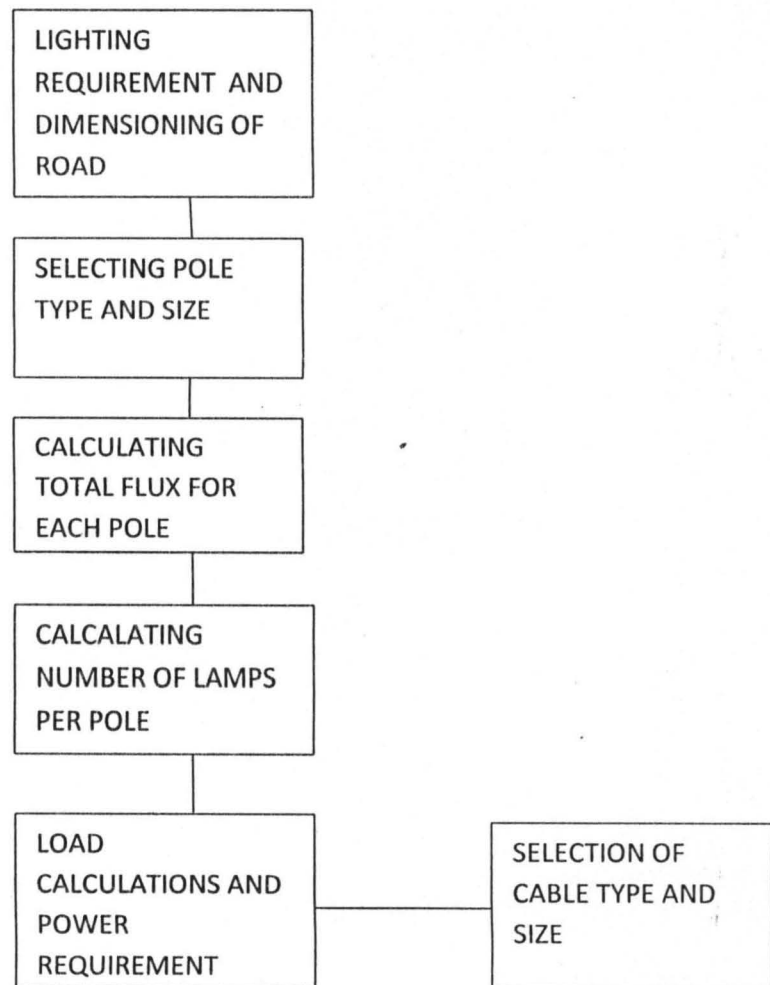 LIGHTING
REQUIREMENT AND
DIMENSIONING OF
ROAD
SELECTING POLE
TYPE AND SIZE
CALCULATING
TOTAL FLUX FOR
EACH POLE
CALCALATING
NUMBER OF LAMPS
PER POLE
LOAD
CALCULATIONS AND
POWER
REQUIREMENT
SELECTION OF
CABLE TYPE AND
SIZE